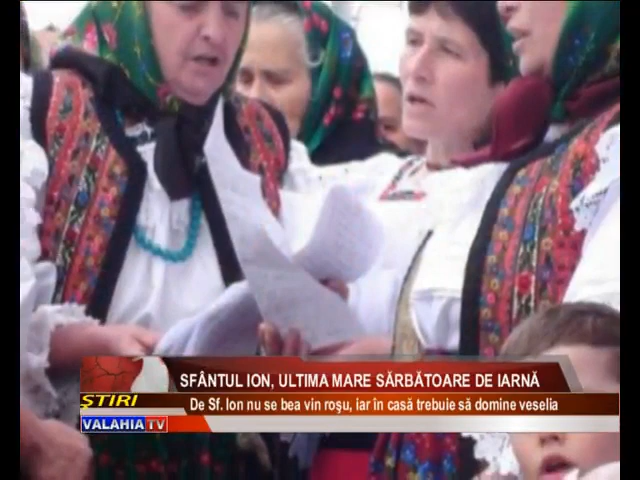 SFÂNTUL ION, ULTIMA MARE SĂRBĂTOARE DE IARNĂ
ŞTIRI
De Sf. Ion nu se bea vin roşu, iar în casă trebuie să domine veselia
VALAHIA TV